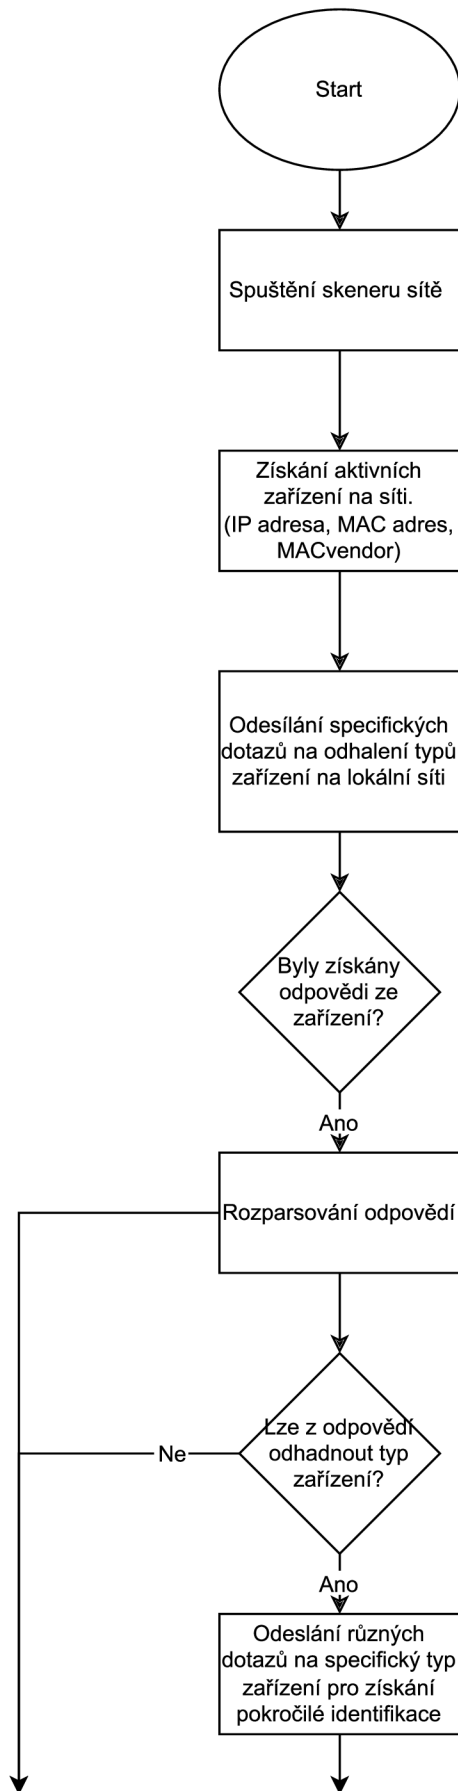 Start
Spuštění skeneru sítě
Získání aktivních
zařízení na síti.
(IP adresa, MAC adres,
MACvendor)
Odesílání specifických
dotazů na odhalení typů
zařízení na lokální síti
Byly získány
odpovědi ze
zařízení?
Ano
Rozparsování odpovědí
Lze z odpovědí
odhadnout typ
zařízení?
Ne
Ano
Odeslání různých
dotazů na specifický typ
zařízení pro získání
pokročilé identifikace